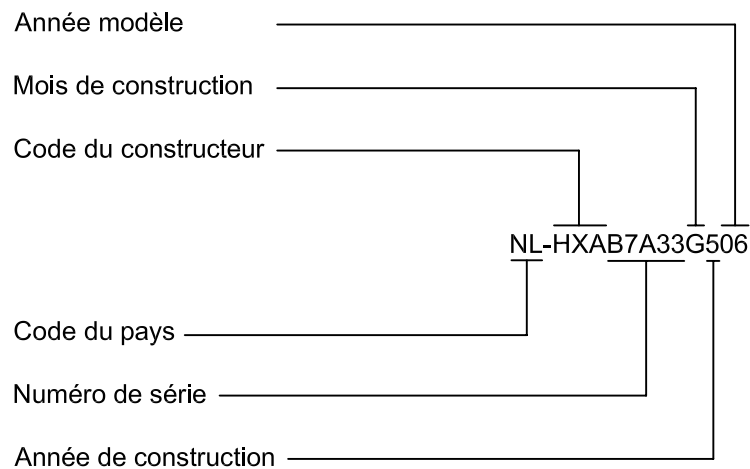 Année modèle
Mois de construction
Code du constructeur
NL-HXAB7A33G506
Code du pays
Numéro de série
Année de construction